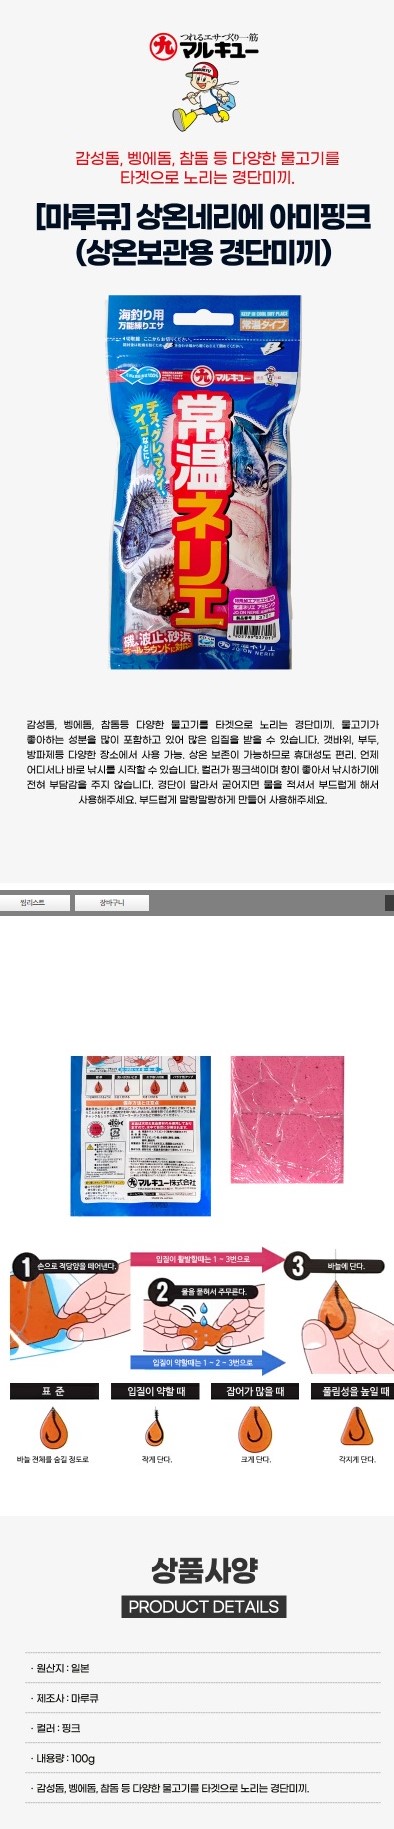 つれるエサづくり一筋
マルキユー
감성돔, 벵에돔, 참돔 등 다양한 물고기를
타겟으로 노리는 경단미끼.
[마루큐] 상온네리에 아미핑크
(상온보관용 경단미끼)
海釣り用
万能練りエサ
常温タイプ
マルキユー
チヌ、グレ、マダイ、
アイゴなどに!
常温ネリエ
磯、波止、砂浜
オールラウンドに対応!
감성돔, 벵에돔, 참돔등 다양한 물고기를 타겟으로 노리는 경단미끼. 물고기가
좋아하는 성분을 많이 포함하고 있어 많은 입질을 받을 수 있습니다. 갯바위, 부두,
방파제등 다양한 장소에서 사용 가능. 상온 보존이 가능하므로 휴대성도 편리. 언제
어디서나 바로 낚시를 시작할 수 있습니다. 컬러가 핑크색이며 향이 좋아서 낚시하기에
전혀 부담감을 주지 않습니다. 경단이 말라서 굳어지면 물을 적셔서 부드럽게 해서
사용해주세요. 부드럽게 말랑말랑하게 만들어 사용해주세요.
찜리스트
장바구니
マルキユー株式会社
1 손으로 적당양을 떼어낸다.
입질이 활발할때는 1 ~ 3번으로
2 물을 묻혀서 주무른다.
입질이 약할때는 1 ~ 2 ~ 3번으로
3 바늘에 단다.
표 준
입질이 약할 때
잡어가 많을 때
풀림성을 높일 때
바늘 전체를 숨길 정도로
작게 단다.
크게 단다.
각지게 단다.
상품사양
PRODUCT DETAILS
· 원산지 : 일본
· 제조사 : 마루큐
· 컬러 : 핑크
· 내용량 : 100g
· 감성돔, 벵에돔, 참돔 등 다양한 물고기를 타겟으로 노리는 경단미끼.